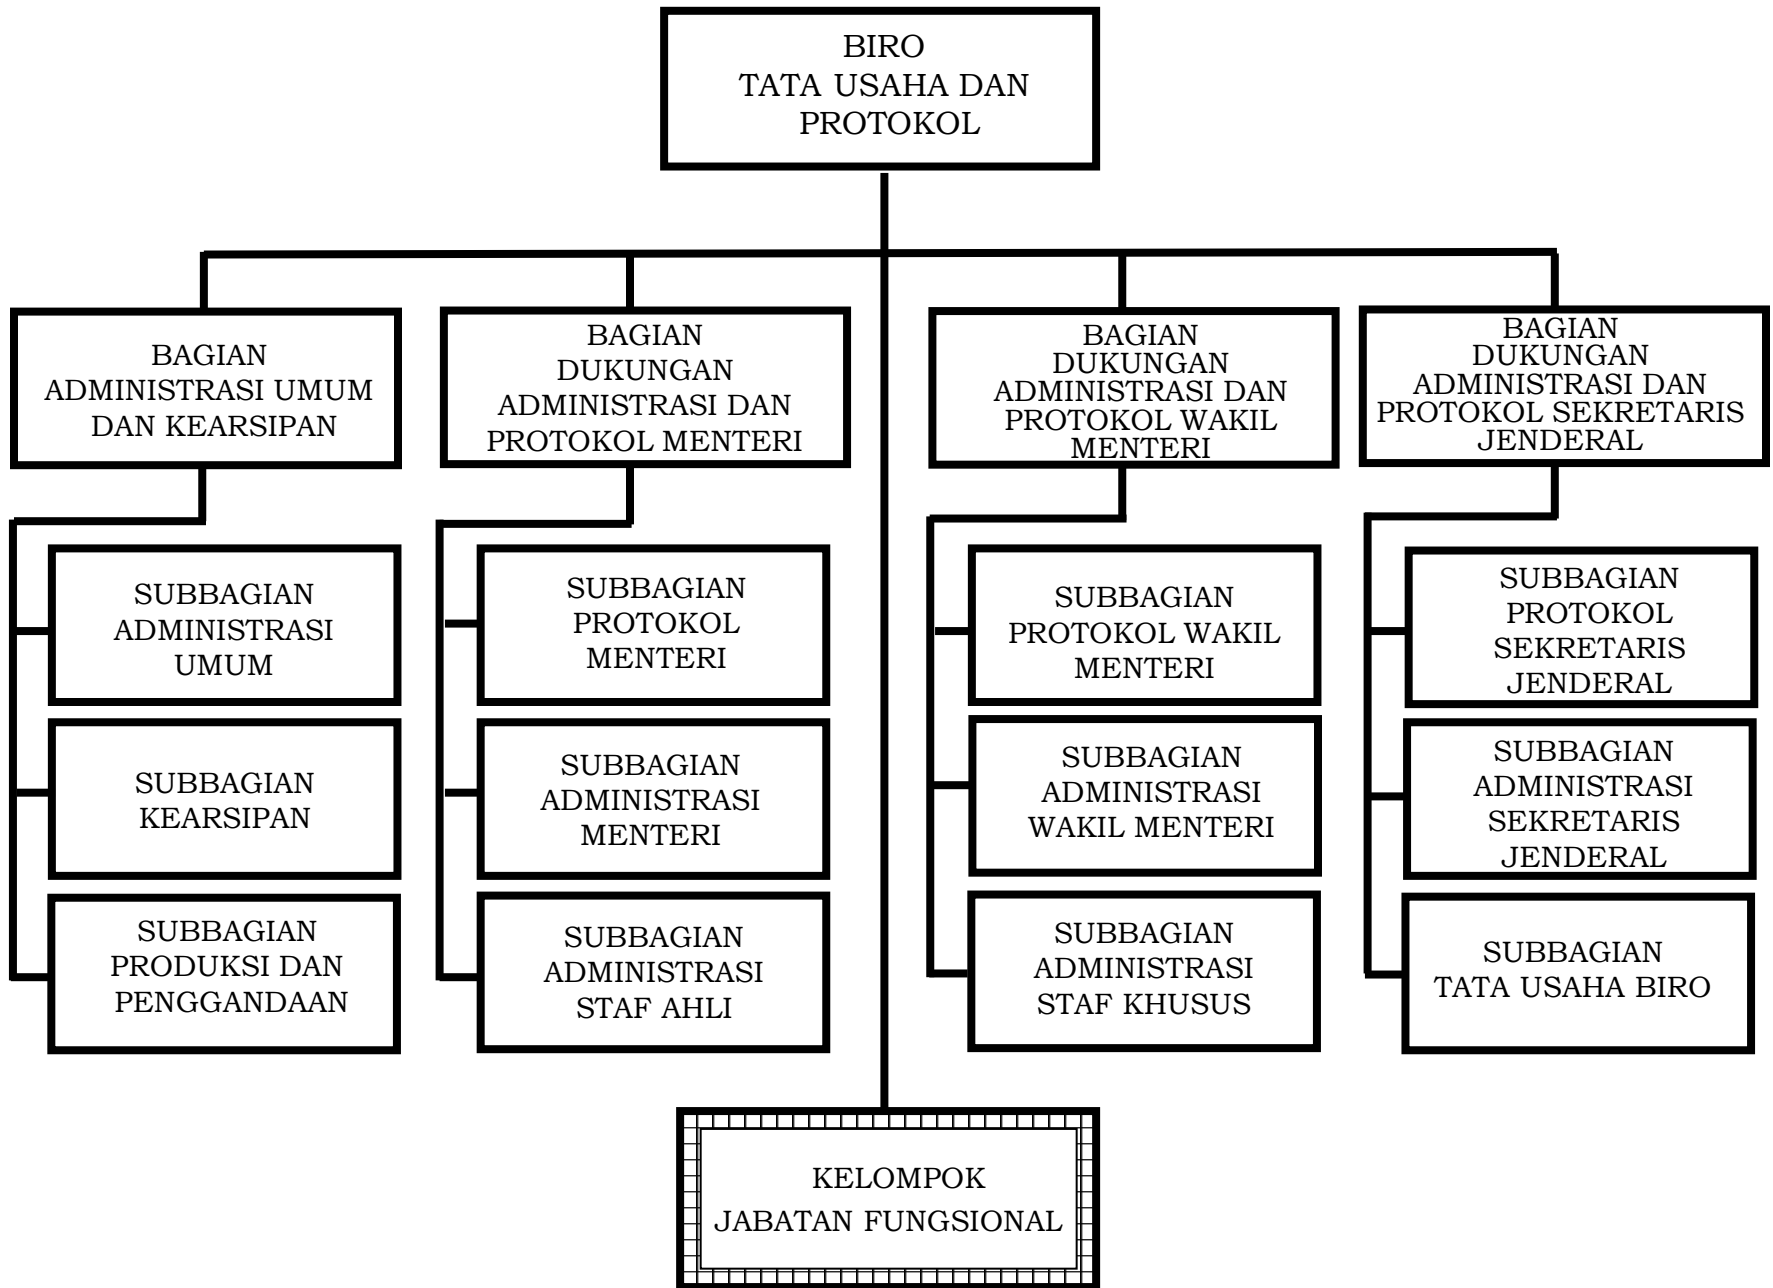 BIRO
TATA USAHA DAN
PROTOKOL
BAGIAN
ADMINISTRASI UMUM
DAN KEARSIPAN
BAGIAN
DUKUNGAN
ADMINISTRASI DAN
PROTOKOL MENTERI
BAGIAN
DUKUNGAN
ADMINISTRASI DAN
PROTOKOL WAKIL
MENTERI
BAGIAN
DUKUNGAN
ADMINISTRASI DAN
PROTOKOL SEKRETARIS
JENDERAL
SUBBAGIAN
ADMINISTRASI
UMUM
SUBBAGIAN
KEARSIPAN
SUBBAGIAN
PRODUKSI DAN
PENGGANDAAN
SUBBAGIAN
PROTOKOL
MENTERI
SUBBAGIAN
ADMINISTRASI
MENTERI
SUBBAGIAN
ADMINISTRASI
STAF AHLI
SUBBAGIAN
PROTOKOL WAKIL
MENTERI
SUBBAGIAN
ADMINISTRASI
WAKIL MENTERI
SUBBAGIAN
ADMINISTRASI
STAF KHUSUS
SUBBAGIAN
PROTOKOL
SEKRETARIS
JENDERAL
SUBBAGIAN
ADMINISTRASI
SEKRETARIS
JENDERAL
SUBBAGIAN
TATA USAHA BIRO
KELOMPOK
JABATAN FUNGSIONAL